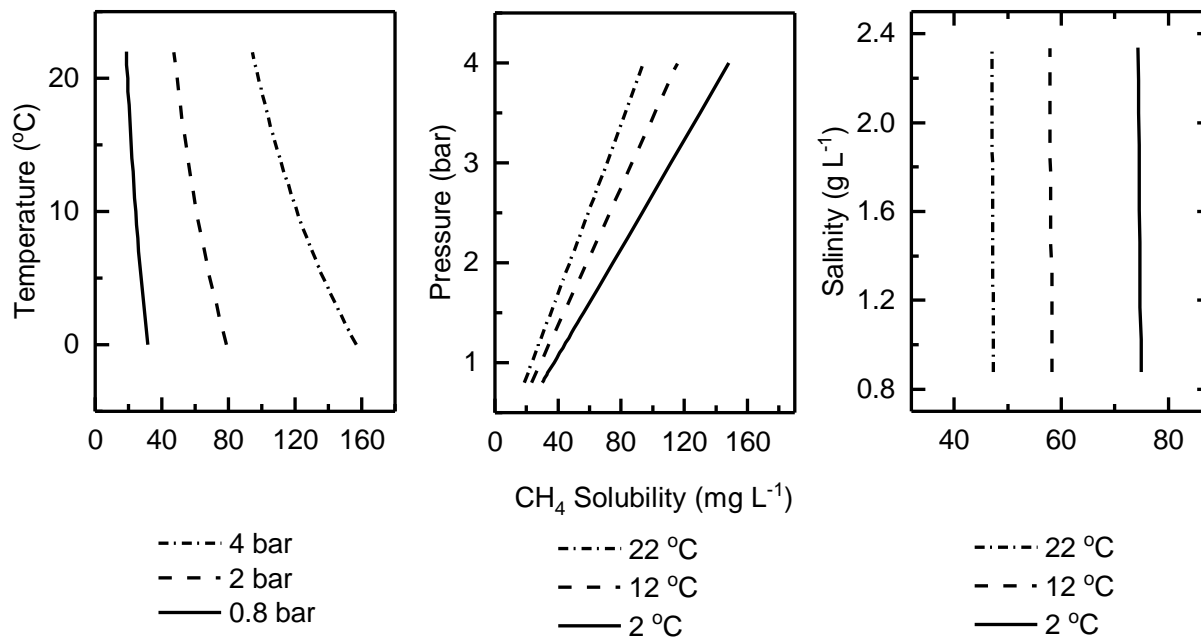 Temperature (°C)
20
10
0
0 40 80 120 160
Pressure (bar)
4
3
2
1
0 40 80 120 160
Salinity (g L⁻¹)
2.4
2.0
1.6
1.2
0.8
40 60 80
CH₄ Solubility (mg L⁻¹)
4 bar
2 bar
0.8 bar
22 °C
12 °C
2 °C
22 °C
12 °C
2 °C